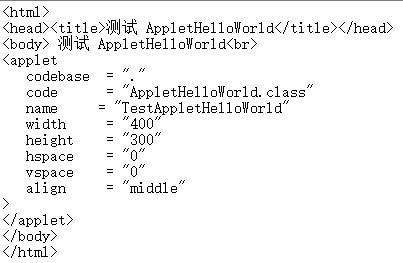 <html>
<head><title>测试 AppletHelloWorld</title></head>
<body> 测试 AppletHelloWorld<br>
<applet
   codebase  = "."
   code      = "AppletHelloWorld.class"
   name     = "TestAppletHelloWorld"
   width     = "400"
   height    = "300"
   hspace    = "0"
   vspace    = "0"
   align     = "middle"
>
</applet>
</body>
</html>